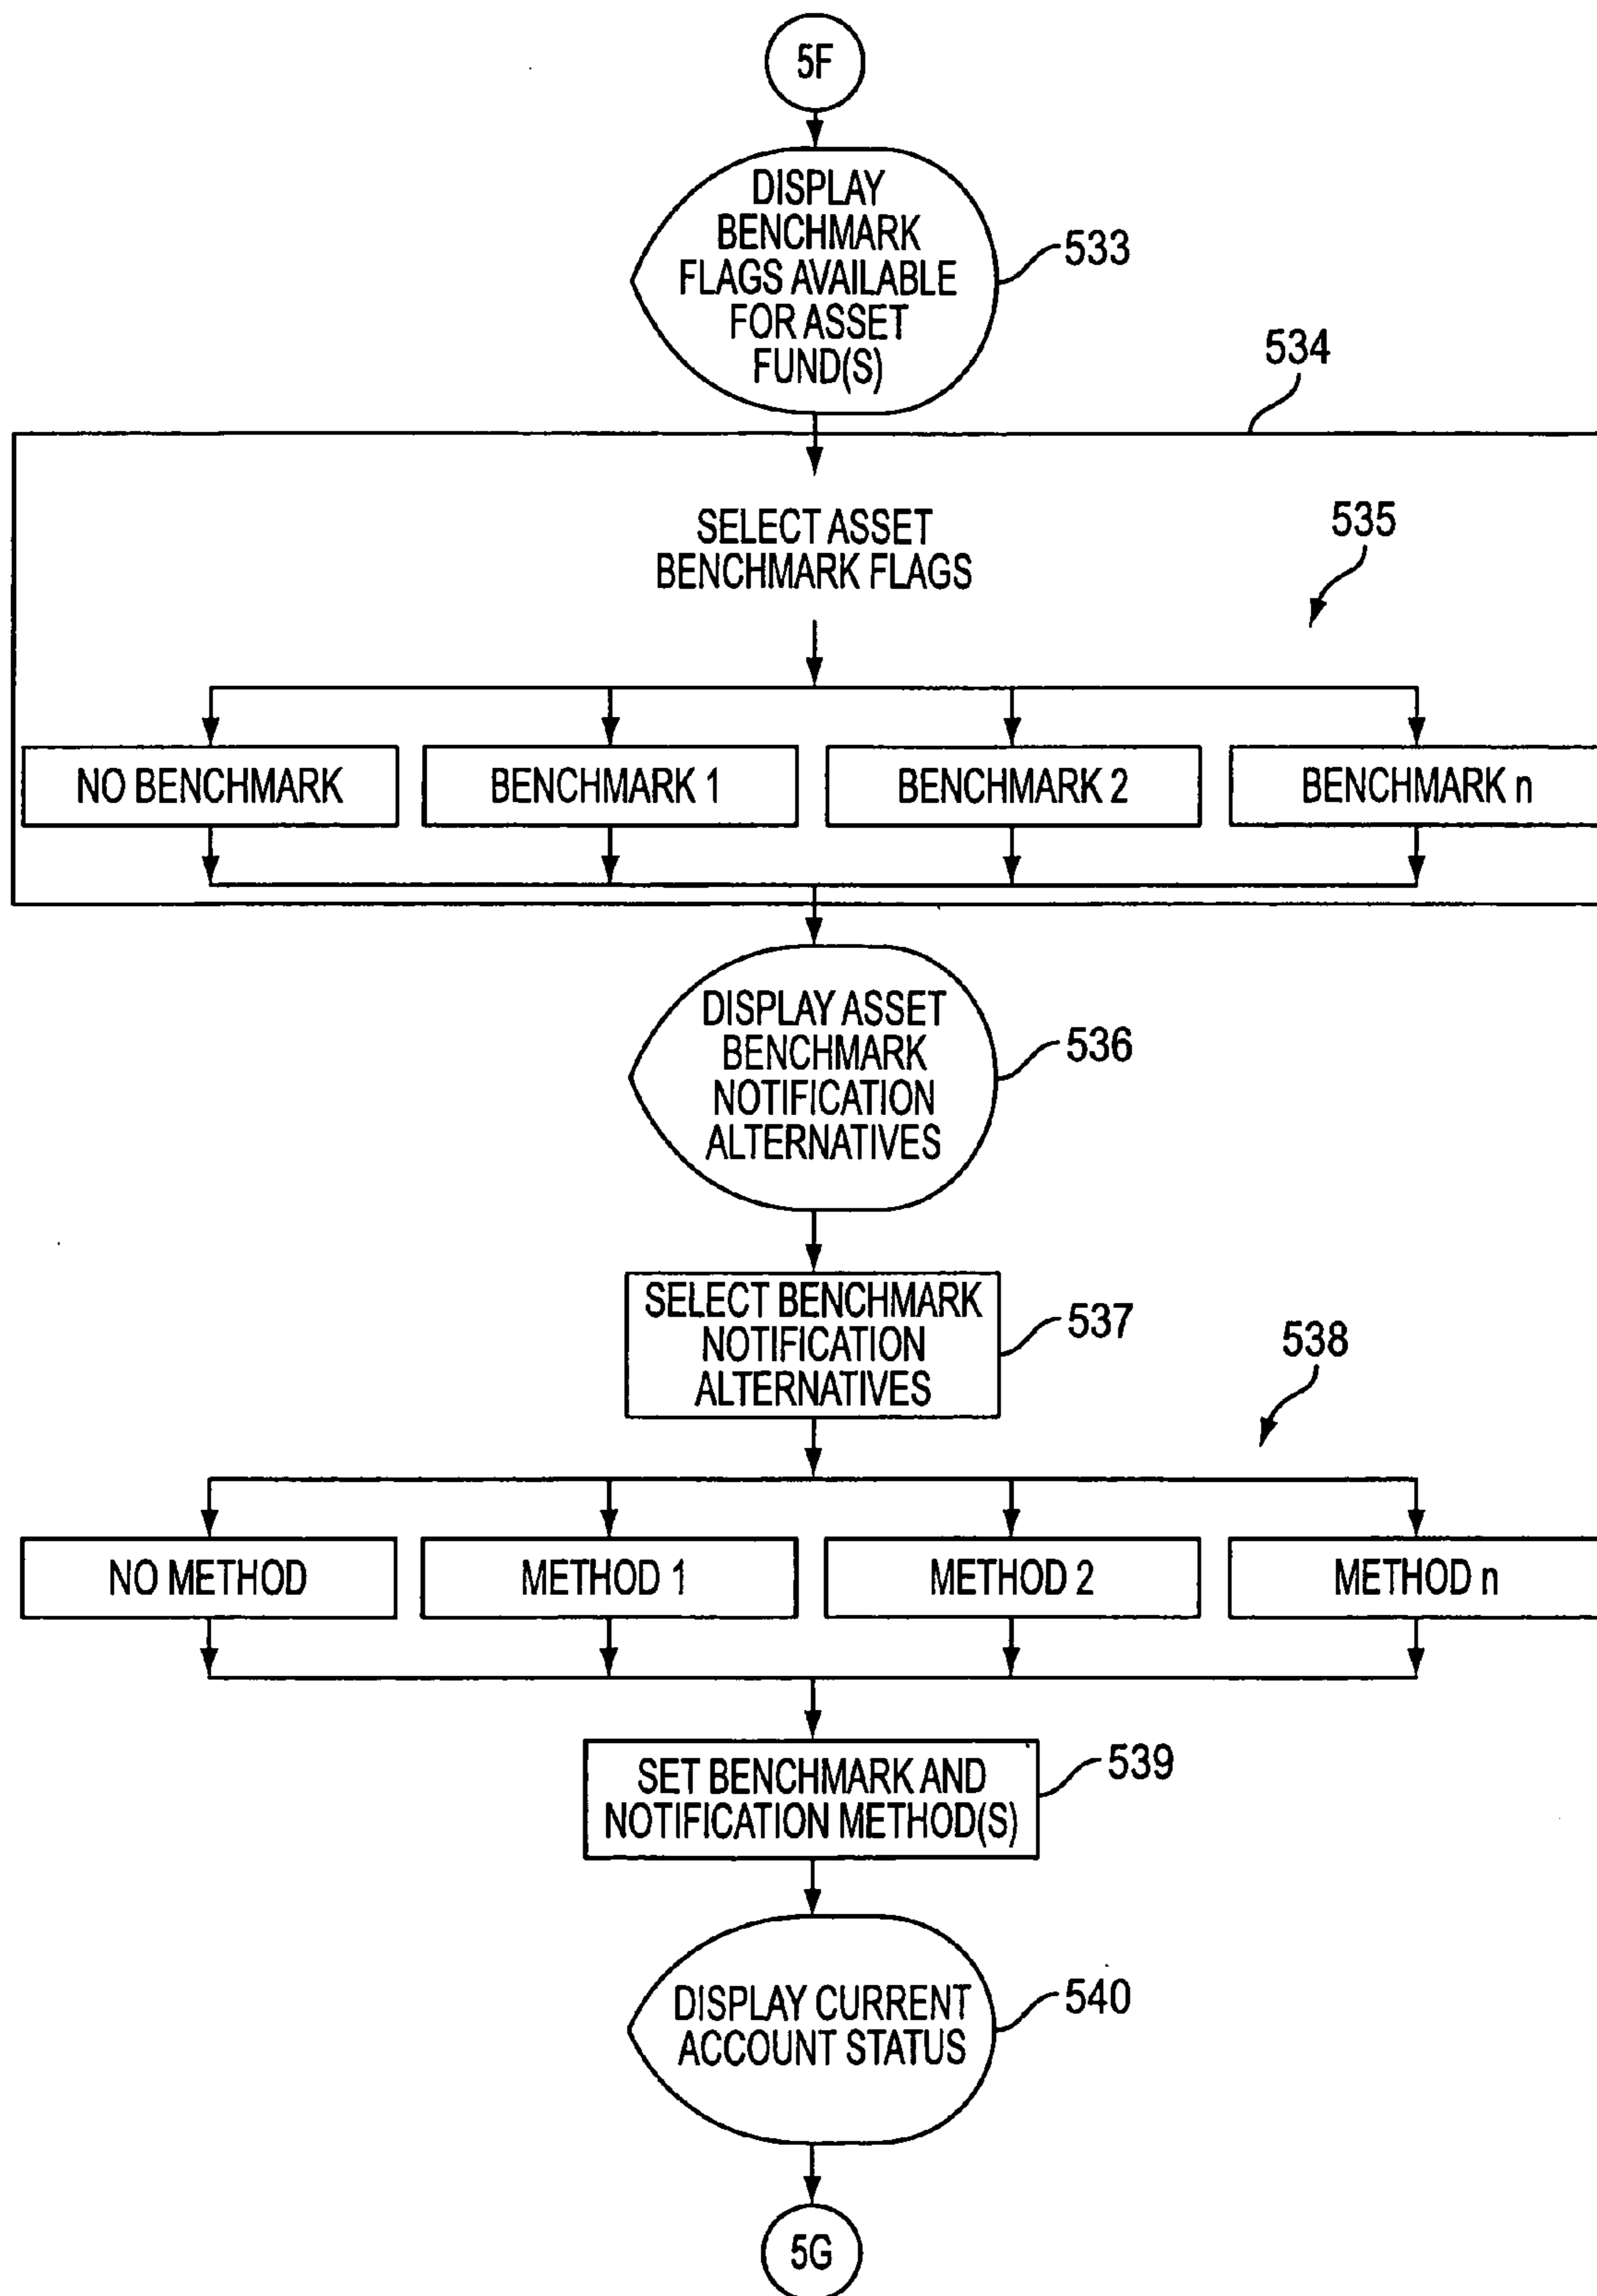 5F
DISPLAY
BENCHMARK
FLAGS AVAILABLE
FOR ASSET
FUND(S)
533
534
SELECT ASSET
BENCHMARK FLAGS
535
NO BENCHMARK
BENCHMARK 1
BENCHMARK 2
BENCHMARK n
DISPLAY ASSET
BENCHMARK
NOTIFICATION
ALTERNATIVES
536
SELECT BENCHMARK
NOTIFICATION
ALTERNATIVES
537
538
NO METHOD
METHOD 1
METHOD 2
METHOD n
SET BENCHMARK AND
NOTIFICATION METHOD(S)
539
DISPLAY CURRENT
ACCOUNT STATUS
540
5G